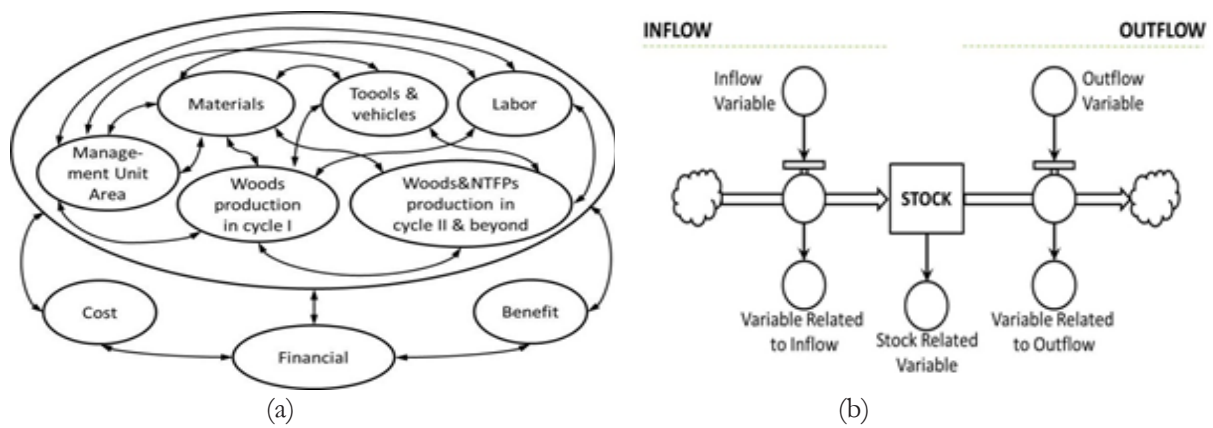 Materials
Toools &
vehicles
Labor
Manage-
ment Unit
Area
Woods
production
in cycle I
Woods&NTFPs
production in
cycle II & beyond
Cost
Benefit
Financial
(a)
INFLOW
OUTFLOW
Inflow
Variable
Outflow
Variable
STOCK
Variable Related
to Inflow
Stock Related
Variable
Variable Related
to Outflow
(b)